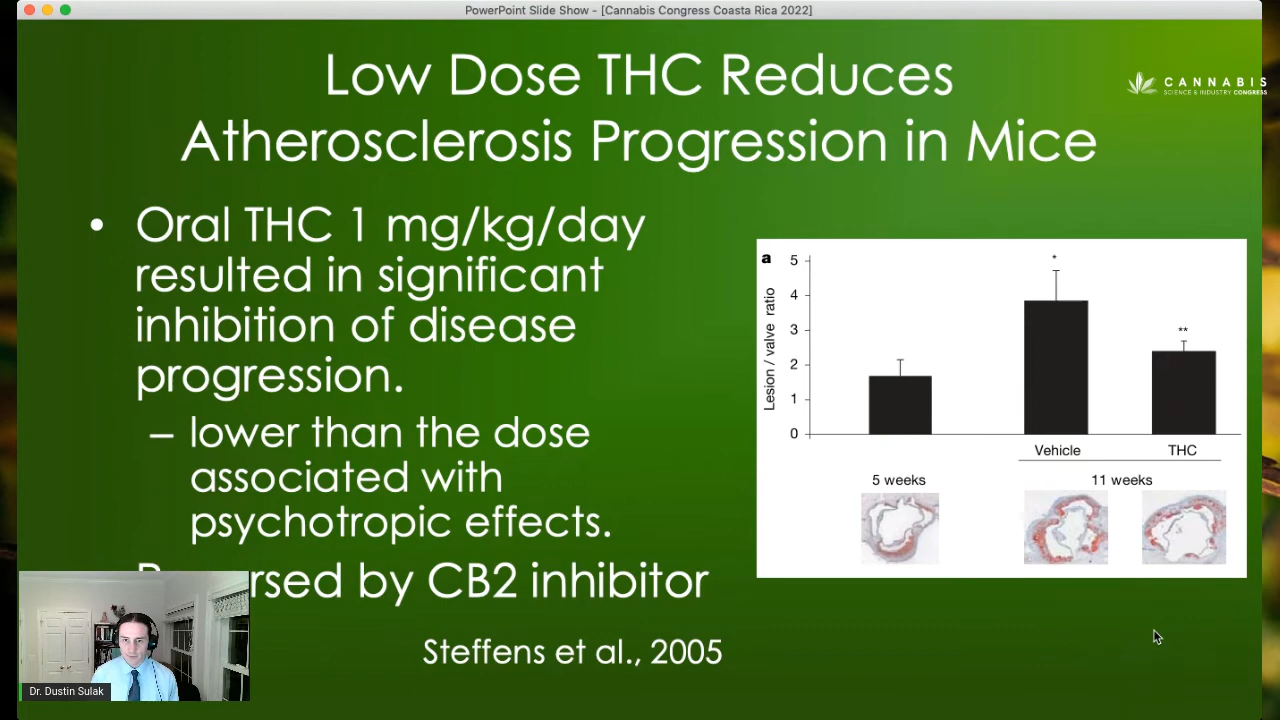 PowerPoint Slide Show - [Cannabis Congress Coasta Rica 2022]
Low Dose THC Reduces
Atherosclerosis Progression in Mice
CANNABIS
SCIENCE & INDUSTRY CONGRESS
• Oral THC 1 mg/kg/day
resulted in significant
inhibition of disease
progression.
– lower than the dose
associated with
psychotropic effects.
by CB2 inhibitor
Steffens et al., 2005
a
Lesion / valve ratio
5
4
3
2
1
0
*
**
Vehicle
THC
5 weeks
11 weeks
Dr. Dustin Sulak